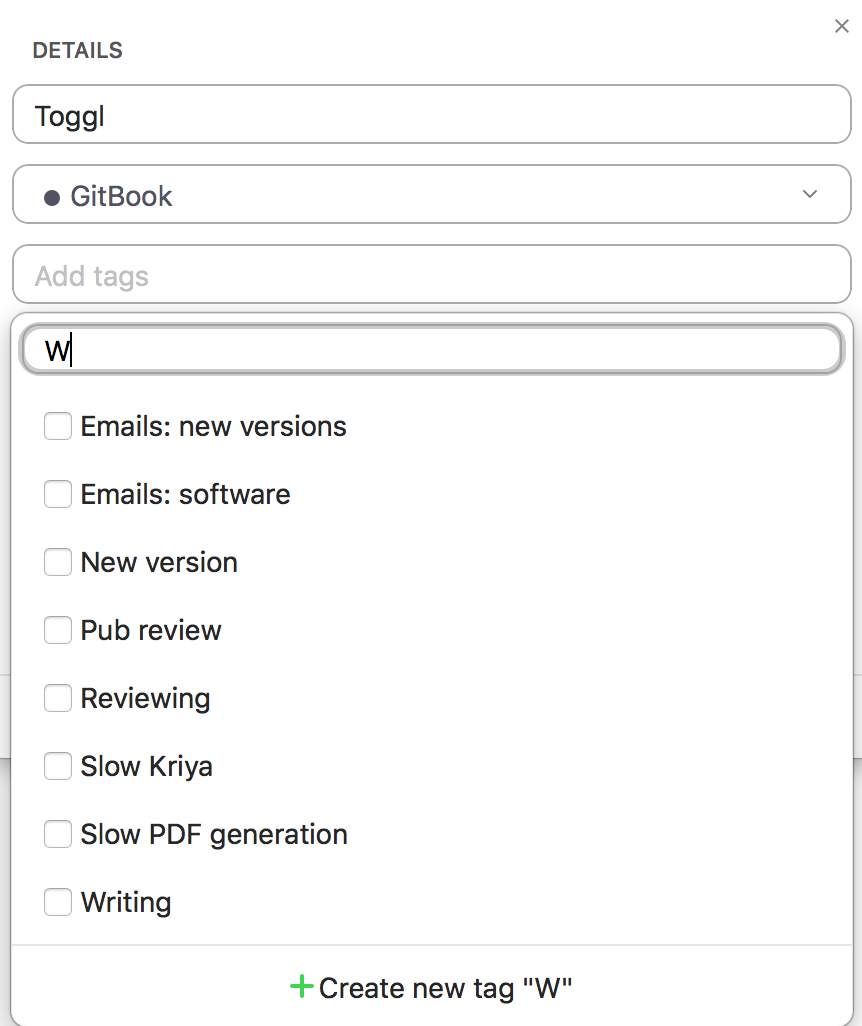 DETAILS
Toggl
GitBook
Add tags
W
Emails: new versions
Emails: software
New version
Pub review
Reviewing
Slow Kriya
Slow PDF generation
Writing
Create new tag "W"